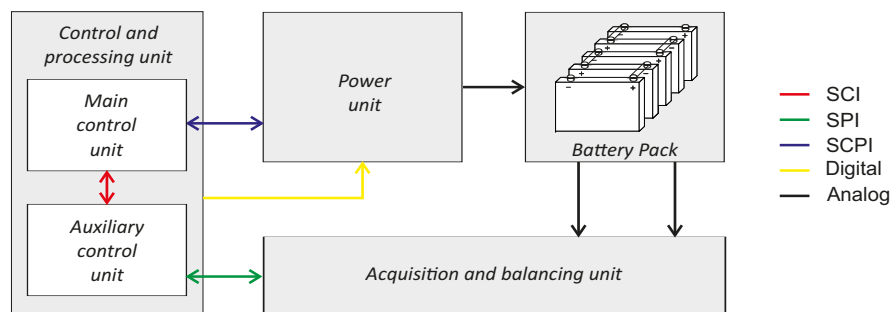 Control and
processing unit
Main
control
unit
Auxiliary
control
unit
Power
unit
Battery Pack
Acquisition and balancing unit
SCI
SPI
SCPI
Digital
Analog